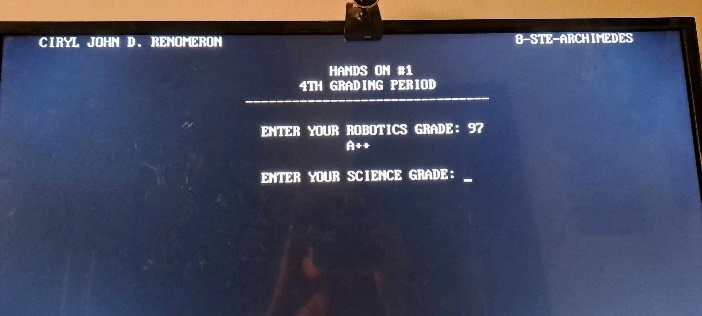 CIRYL JOHN D. RENOMERON 8-STE-ARCHIMEDES
HANDS ON #1
4TH GRADING PERIOD
ENTER YOUR ROBOTICS GRADE: 97
A++
ENTER YOUR SCIENCE GRADE: _